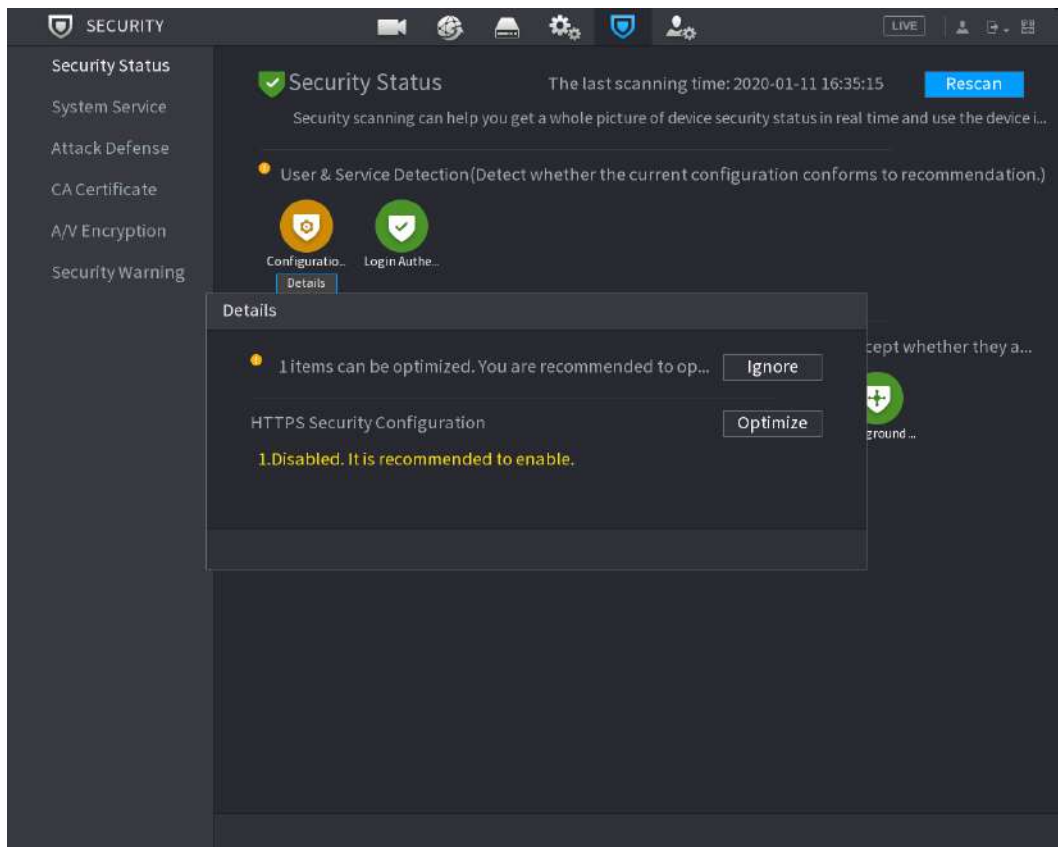 SECURITY
LIVE
Security Status
System Service
Attack Defense
CA Certificate
A/V Encryption
Security Warning
Security Status The last scanning time: 2020-01-11 16:35:15 Rescan
Security scanning can help you get a whole picture of device security status in real time and use the device i...
User & Service Detection(Detect whether the current configuration conforms to recommendation.)
Configuratio... Login Authe...
Details
Details
cept whether they a...
1 items can be optimized. You are recommended to op... Ignore
ground ...
HTTPS Security Configuration Optimize
1.Disabled. It is recommended to enable.